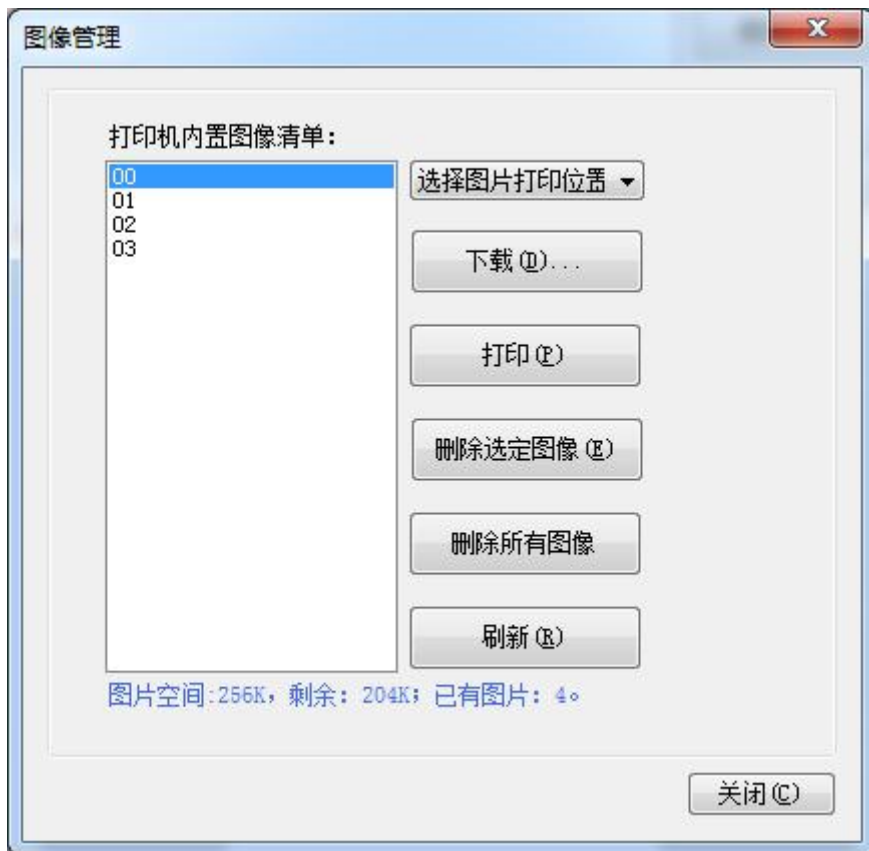 图像管理
X
打印机内置图像清单：
00
01
02
03
选择图片打印位置
下载(D)...
打印(P)
删除选定图像(E)
删除所有图像
刷新(R)
图片空间:256K，剩余：204K；已有图片：4。
关闭(C)